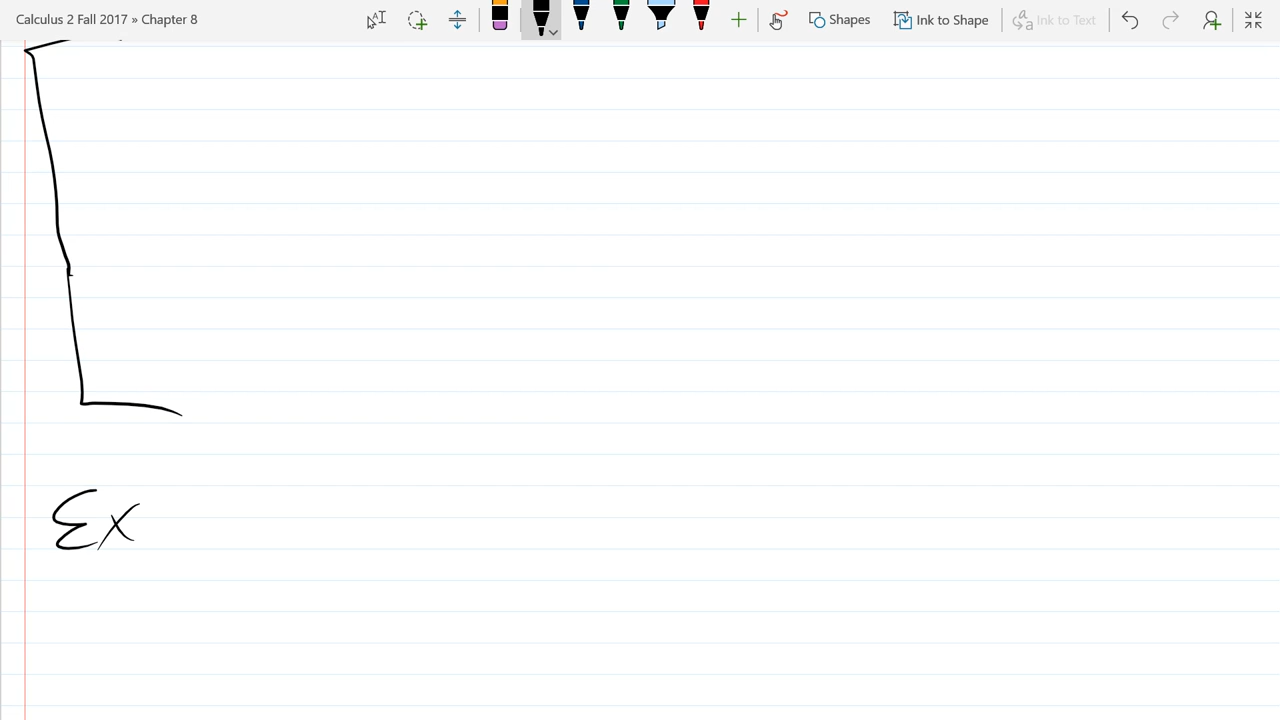 Calculus 2 Fall 2017 » Chapter 8
Shapes
Ink to Shape
Ink to Text
Ex